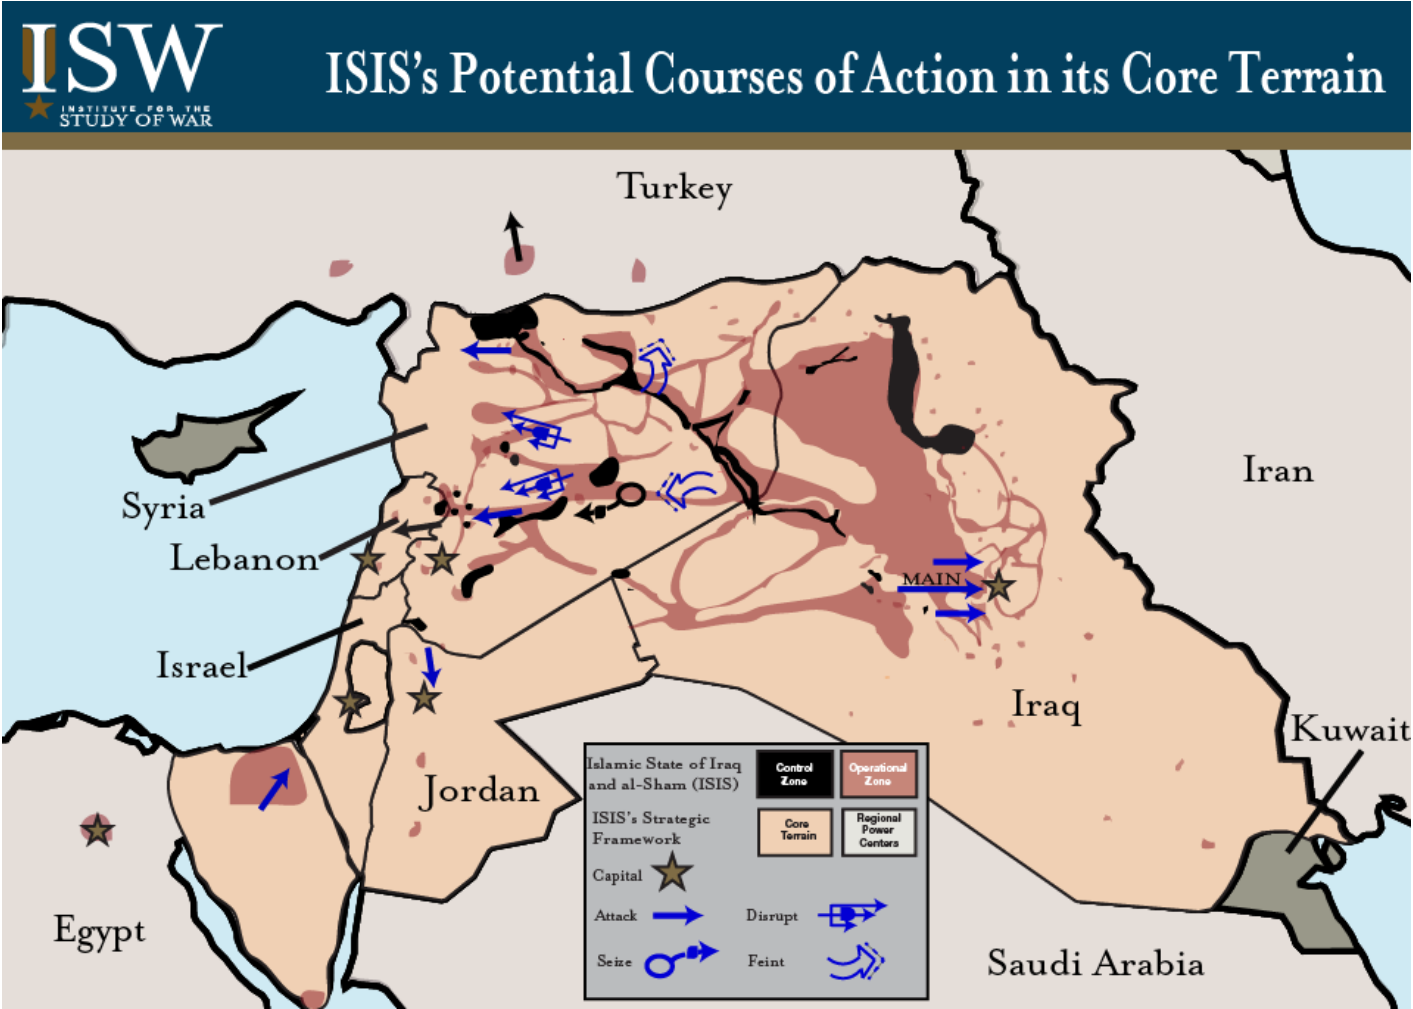 ISW
INSTITUTE FOR THE
STUDY OF WAR
ISIS's Potential Courses of Action in its Core Terrain
Turkey
Syria
Lebanon
Israel
Iran
MAIN
Iraq
Kuwait
Jordan
Egypt
Saudi Arabia
Islamic State of Iraq
and al-Sham (ISIS)
Control
Zone
Operational
Zone
ISIS's Strategic
Framework
Core
Terrain
Regional
Power
Centers
Capital
Attack
Disrupt
Seize
Feint